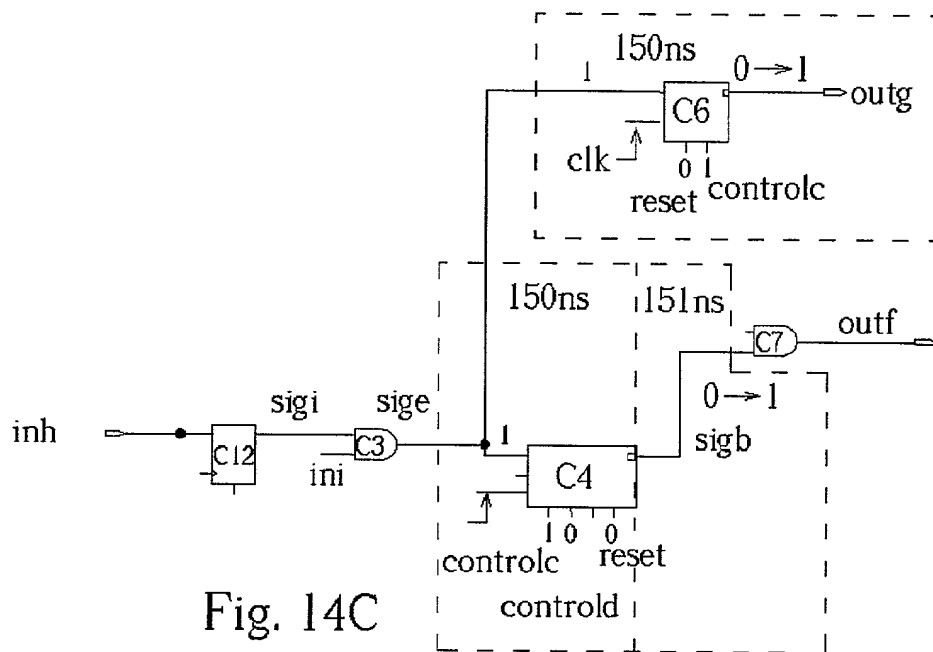 150ns
1
0→1
C6
outg
clk
0 1
reset
controlc
150ns
151ns
C7
outf
0→1
sigi
sige
inh
C12
C3
ini
1
C4
sigb
1 0 0
controlc
reset
controld
Fig. 14C